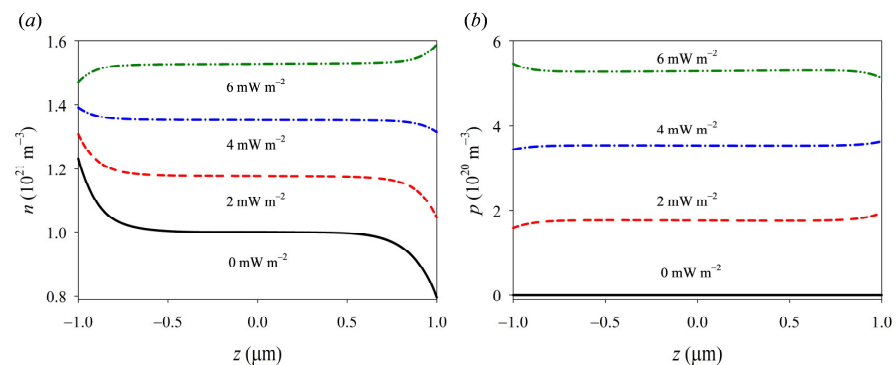 (a)
1.6
1.4
1.2
1.0
0.8
n (10²¹ m⁻³)
6 mW m⁻²
4 mW m⁻²
2 mW m⁻²
0 mW m⁻²
−1.0 −0.5 0.0 0.5 1.0
z (μm)
(b)
6
4
2
0
p (10²⁰ m⁻³)
6 mW m⁻²
4 mW m⁻²
2 mW m⁻²
0 mW m⁻²
−1.0 −0.5 0.0 0.5 1.0
z (μm)